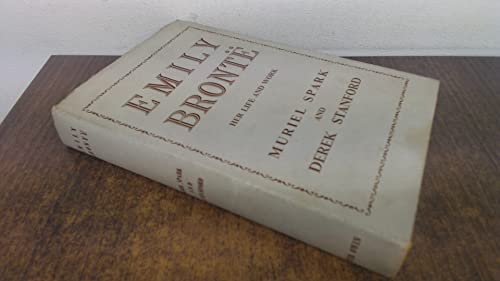 EMILY
BRONTË
HER LIFE AND WORK
MURIEL SPARK
AND
DEREK STANFORD